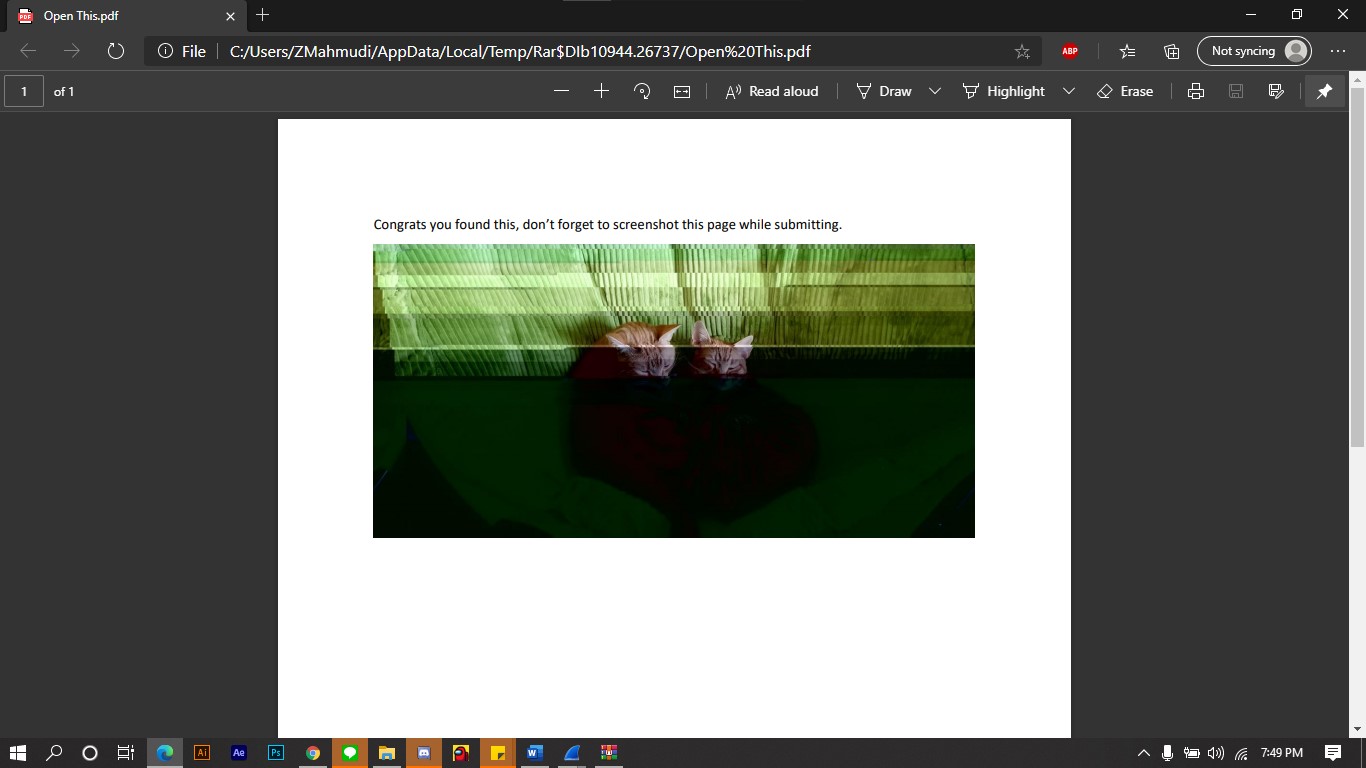 Open This.pdf
File
C:/Users/ZMahmudi/AppData/Local/Temp/Rar$DIb10944.26737/Open%20This.pdf
ABP
Not syncing
1 of 1
Read aloud
Draw
Highlight
Erase
Congrats you found this, don’t forget to screenshot this page while submitting.
Ai
Ae
Ps
7:49 PM